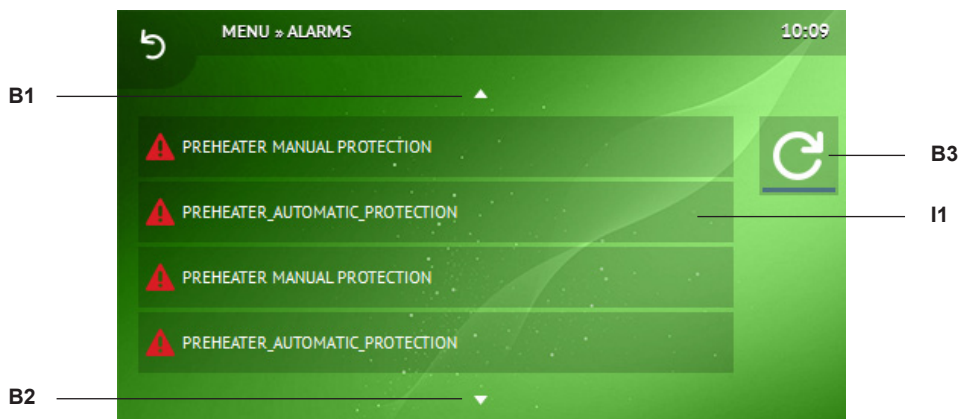 MENU » ALARMS 10:09
B1
PREHEATER MANUAL PROTECTION
B3
PREHEATER_AUTOMATIC_PROTECTION
I1
PREHEATER MANUAL PROTECTION
PREHEATER_AUTOMATIC_PROTECTION
B2